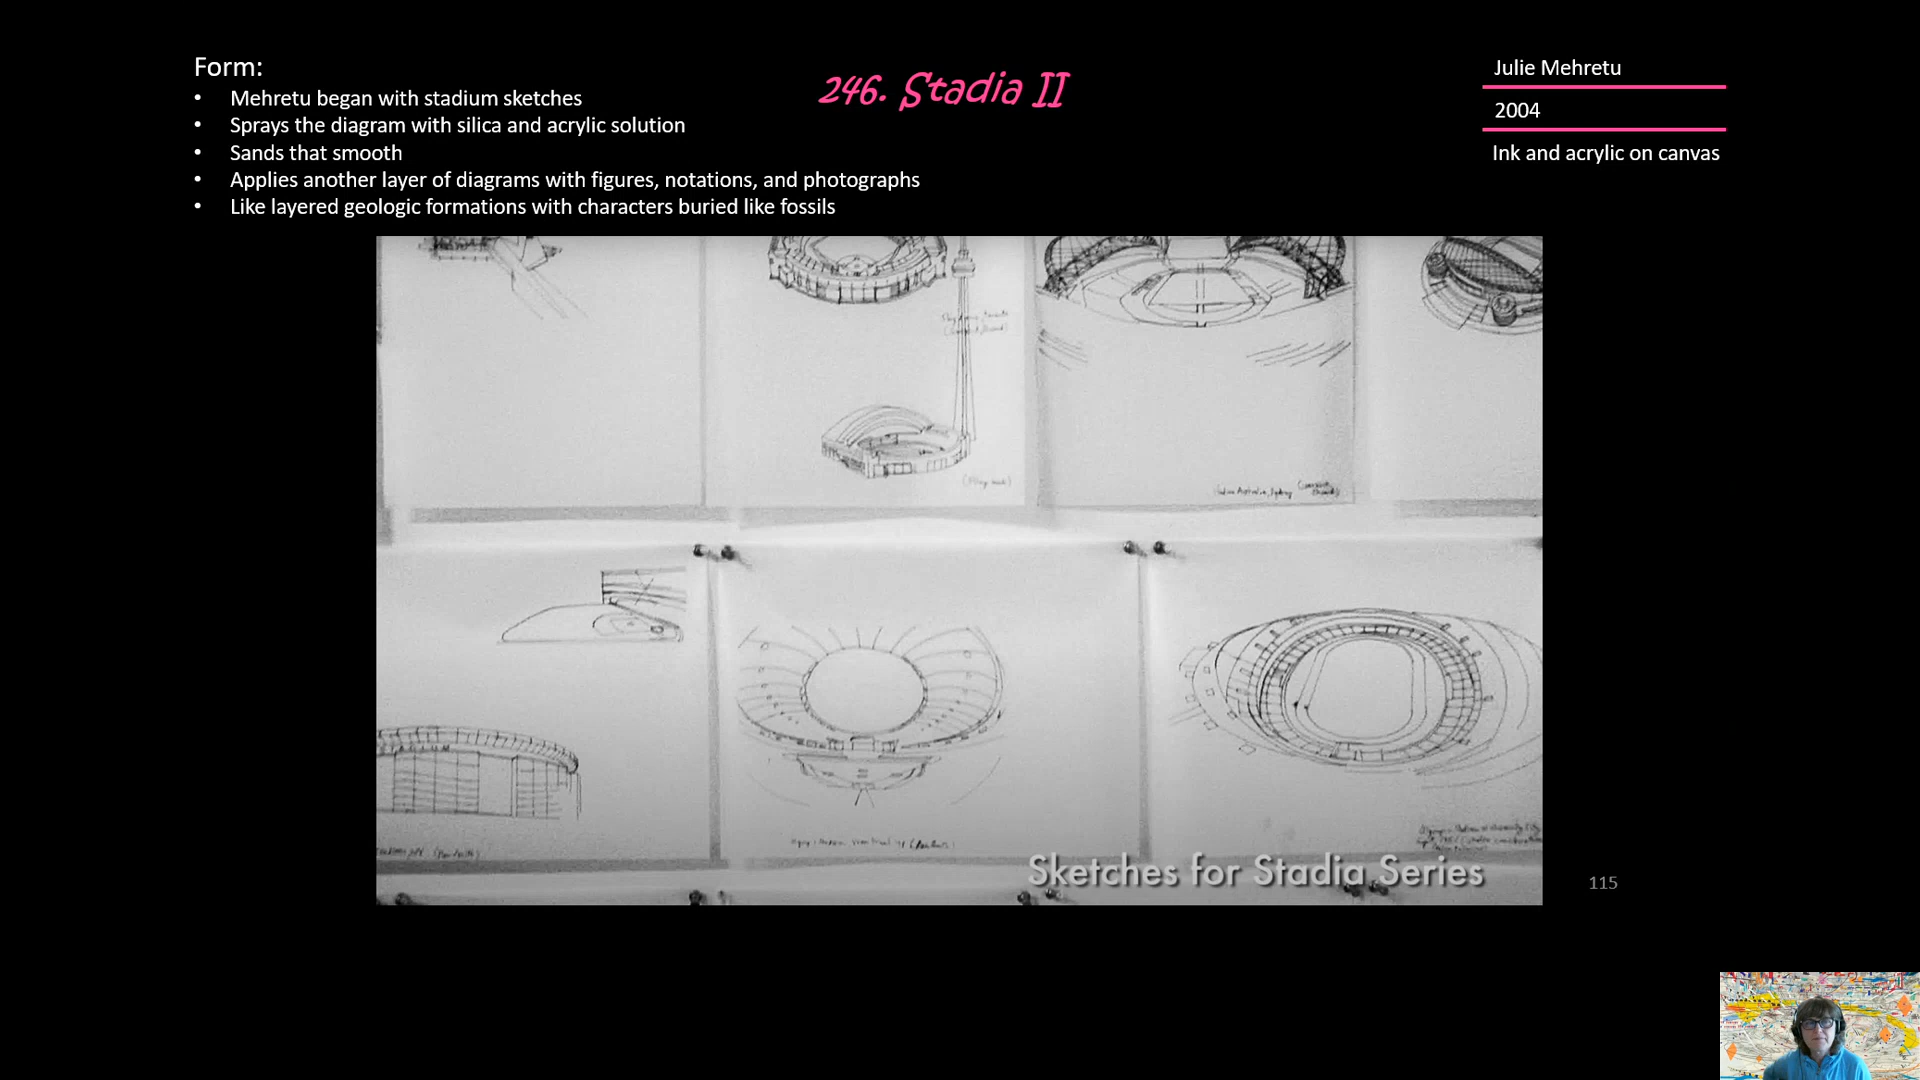 Form:
• Mehretu began with stadium sketches
• Sprays the diagram with silica and acrylic solution
• Sands that smooth
• Applies another layer of diagrams with figures, notations, and photographs
• Like layered geologic formations with characters buried like fossils
246. Stadia II
Julie Mehretu
2004
Ink and acrylic on canvas
Sketches for Stadia Series
115